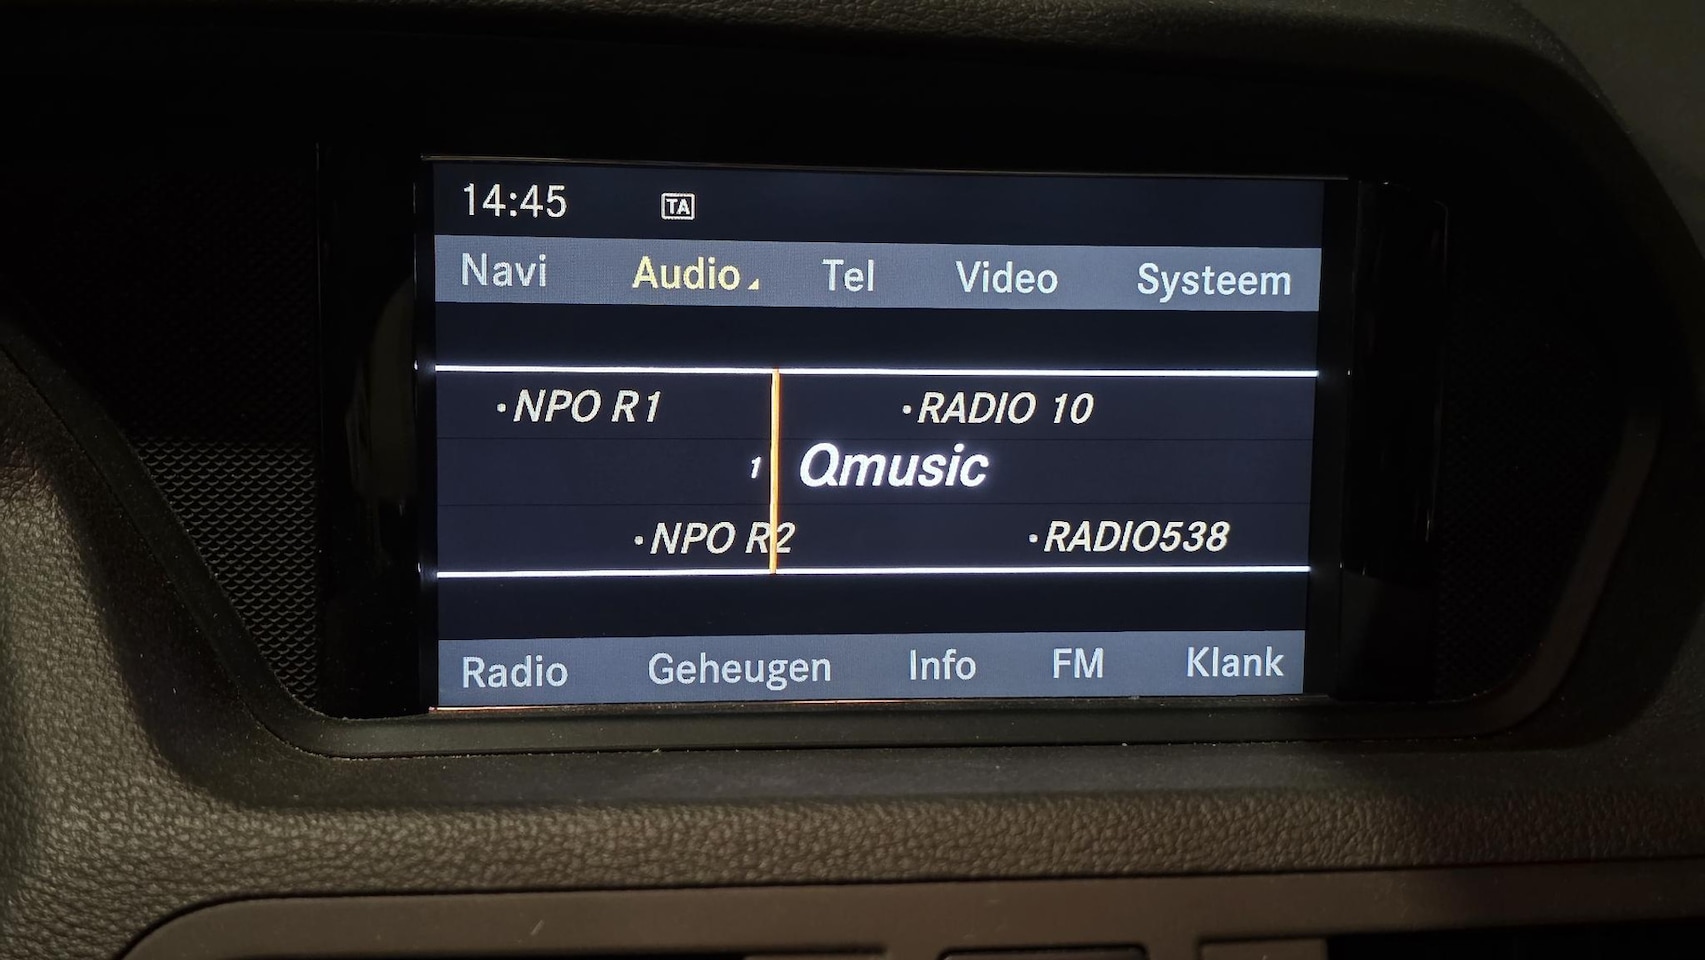 14:45 TA
Navi Audio Tel Video Systeem
NPO R1 RADIO 10
1 Qmusic
NPO R2 RADIO538
Radio Geheugen Info FM Klank